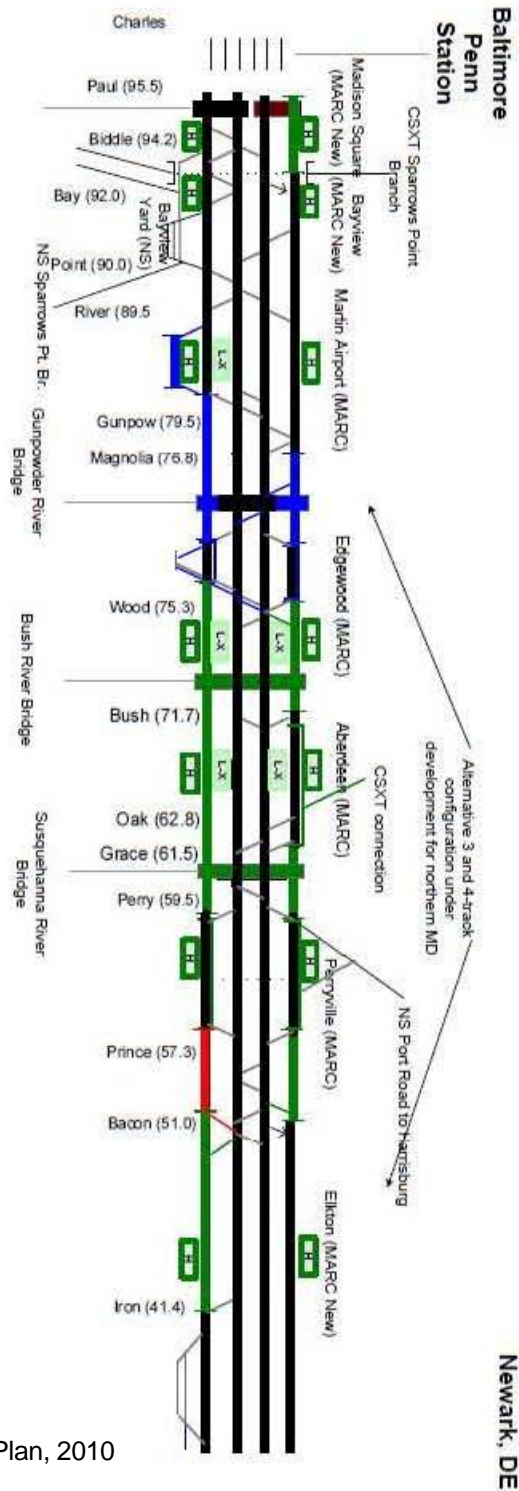 Baltimore
Penn
Station
Newark, DE
Charles
Paul (95.5)
Biddle (94.2)
Bay (92.0)
Bayview
Yard (NS)
Point (90.0)
River (89.5
Gunpow (79.5)
Magnolia (76.8)
Wood (75.3)
Bush (71.7)
Oak (62.8)
Grace (61.5)
Perry (59.5)
Prince (57.3)
Bacon (51.0)
Iron (41.4)
NS Sparrows Pt. Br.
Gunpowder River
Bridge
Bush River Bridge
Susquehanna River
Bridge
CSXT Sparrows Point
Branch
Madison Square
(MARC New)
Bayview
(MARC New)
Martin Airport (MARC)
Edgewood (MARC)
Aberdeen (MARC)
Perryville (MARC)
Elkton (MARC New)
CSXT connection
Alternative 3 and 4-track
configuration under
development for northern MD
NS Port Road to Harrisburg
H
H
H
H
H
H
L-X
H
H
L-X
L-X
H
H
L-X
L-X
H
H
H
H
Plan, 2010